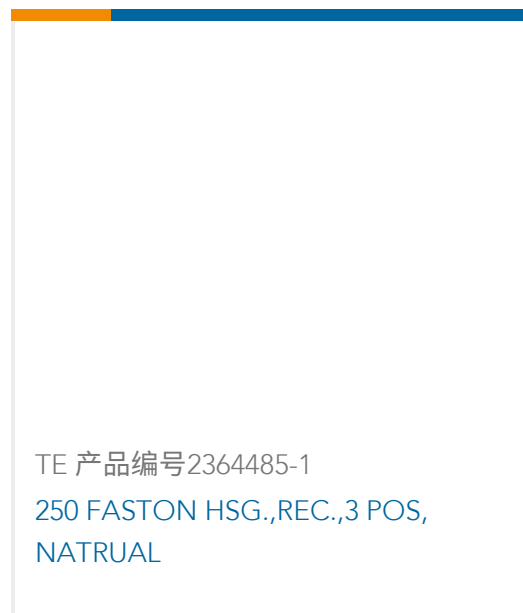 TE 产品编号2364485-1
250 FASTON HSG.,REC.,3 POS,
NATRUAL